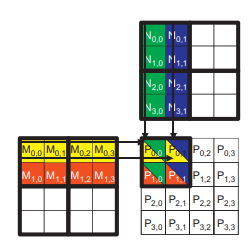 N0,0 N0,1
N1,0 N1,1
N2,0 N2,1
N3,0 N3,1
M0,0 M0,1 M0,2 M0,3 P0,0 P0,1 P0,2 P0,3
M1,0 M1,1 M1,2 M1,3 P1,0 P1,1 P1,2 P1,3
P2,0 P2,1 P2,2 P2,3
P3,0 P3,1 P3,2 P3,3